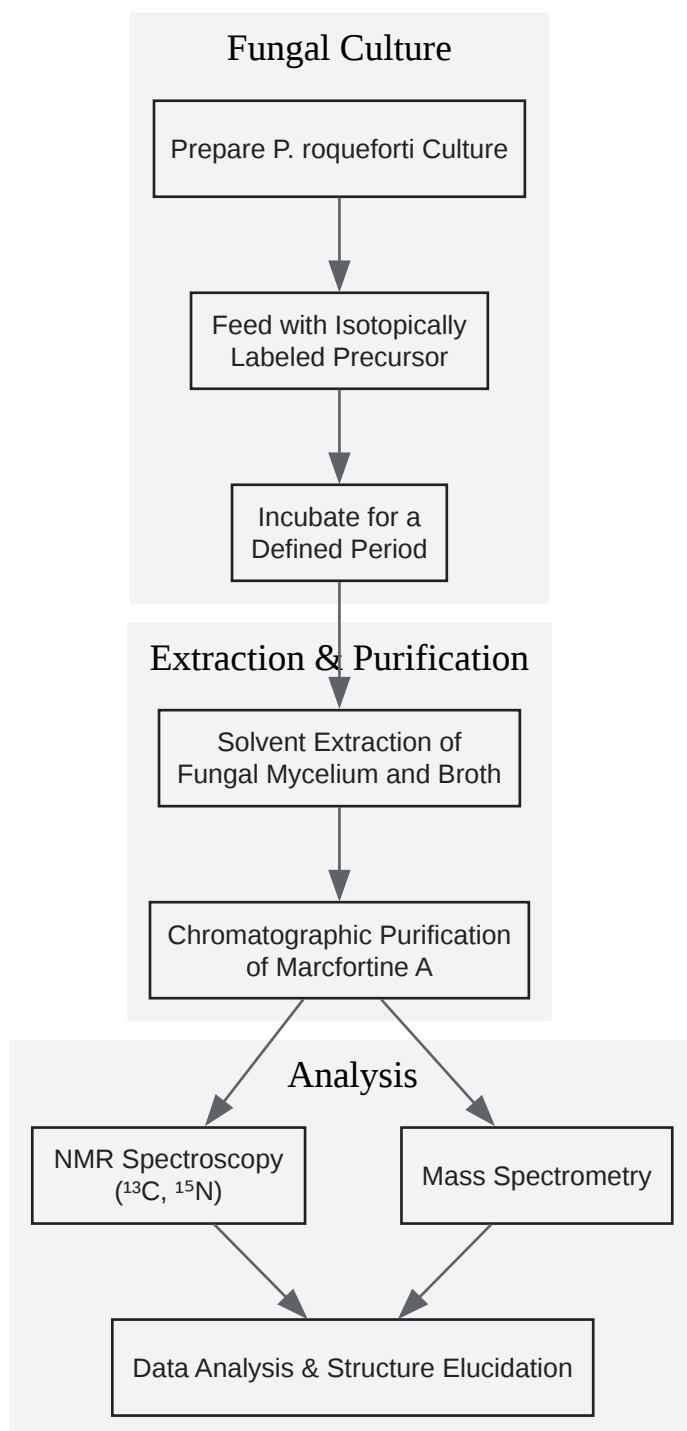 Fungal Culture
Prepare P. roqueforti Culture
Feed with Isotopically
Labeled Precursor
Incubate for a
Defined Period
Extraction & Purification
Solvent Extraction of
Fungal Mycelium and Broth
Chromatographic Purification
of Marcfortine A
Analysis
NMR Spectroscopy
(¹³C, ¹⁵N)
Mass Spectrometry
Data Analysis & Structure Elucidation